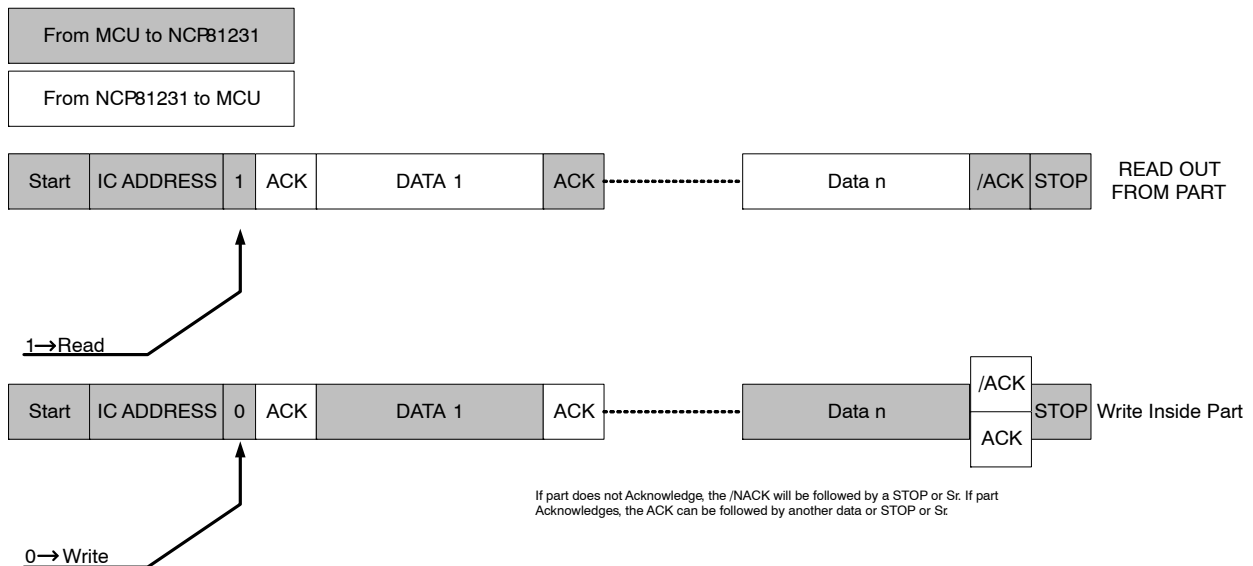 From MCU to NCP81231
From NCP81231 to MCU
Start IC ADDRESS 1 ACK DATA 1 ACK Data n /ACK STOP READ OUT
FROM PART
1→Read
/ACK
Start IC ADDRESS 0 ACK DATA 1 ACK Data n STOP Write Inside Part
ACK
If part does not Acknowledge, the /NACK will be followed by a STOP or Sr. If part
Acknowledges, the ACK can be followed by another data or STOP or Sr.
0→Write